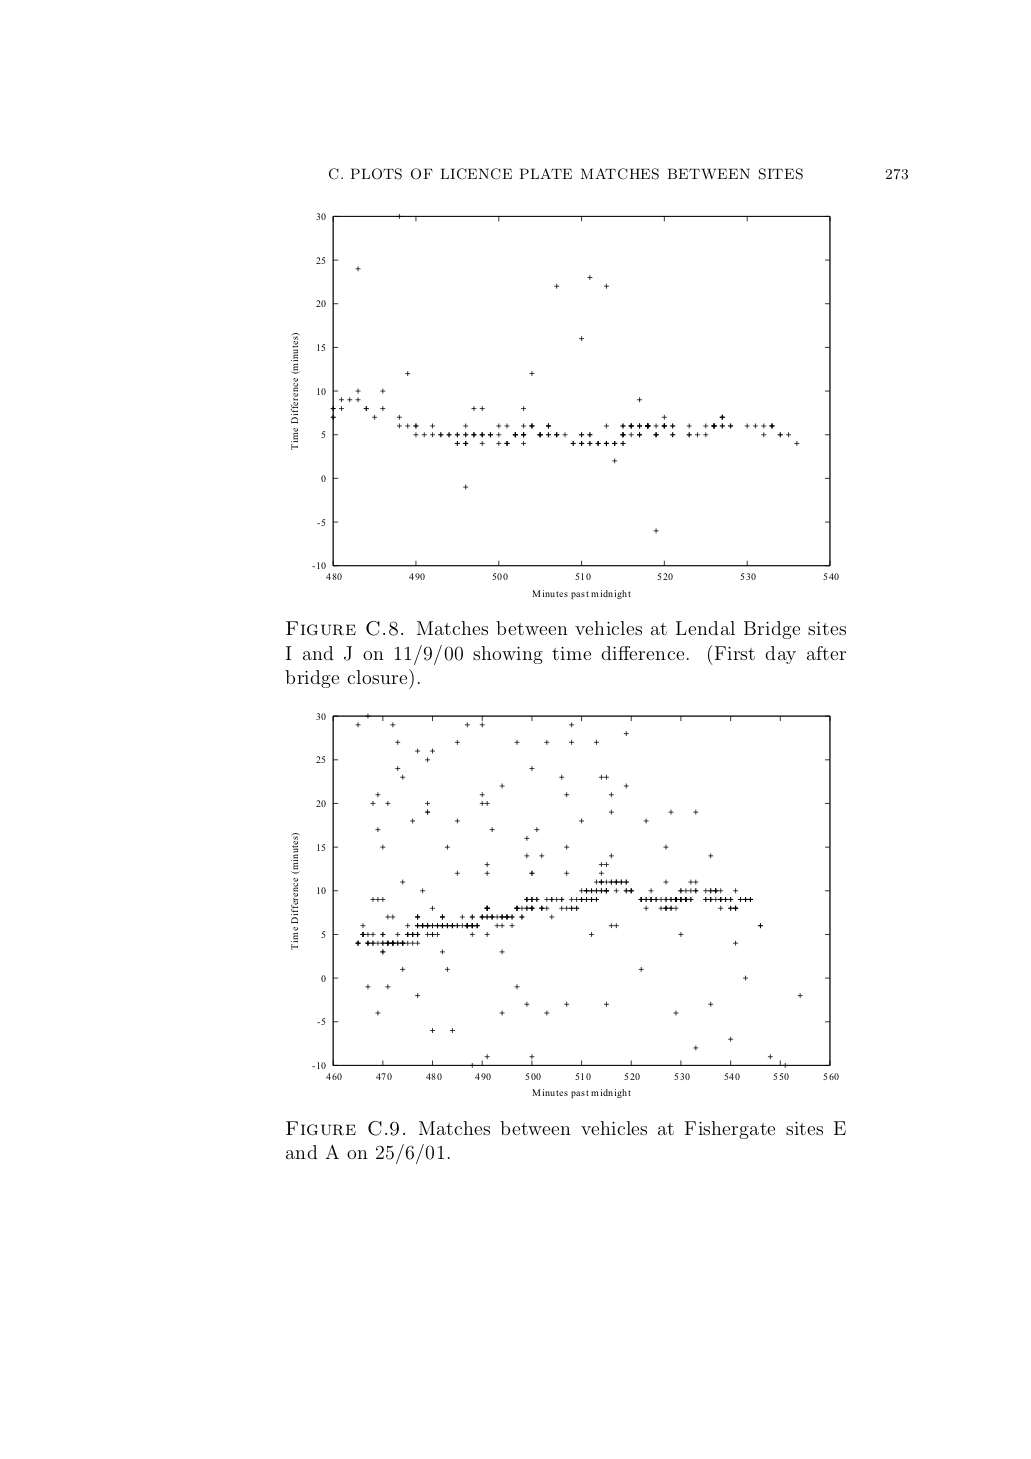 C. PLOTS OF LICENCE PLATE MATCHES BETWEEN SITES 273
30
25
20
15
10
5
0
-5
-10
Time Difference (minutes)
480 490 500 510 520 530 540
Minutes past midnight
FIGURE C.8. Matches between vehicles at Lendal Bridge sites
I and J on 11/9/00 showing time difference. (First day after
bridge closure).
30
25
20
15
10
5
0
-5
-10
Time Difference (minutes)
460 470 480 490 500 510 520 530 540 550 560
Minutes past midnight
FIGURE C.9. Matches between vehicles at Fishergate sites E
and A on 25/6/01.